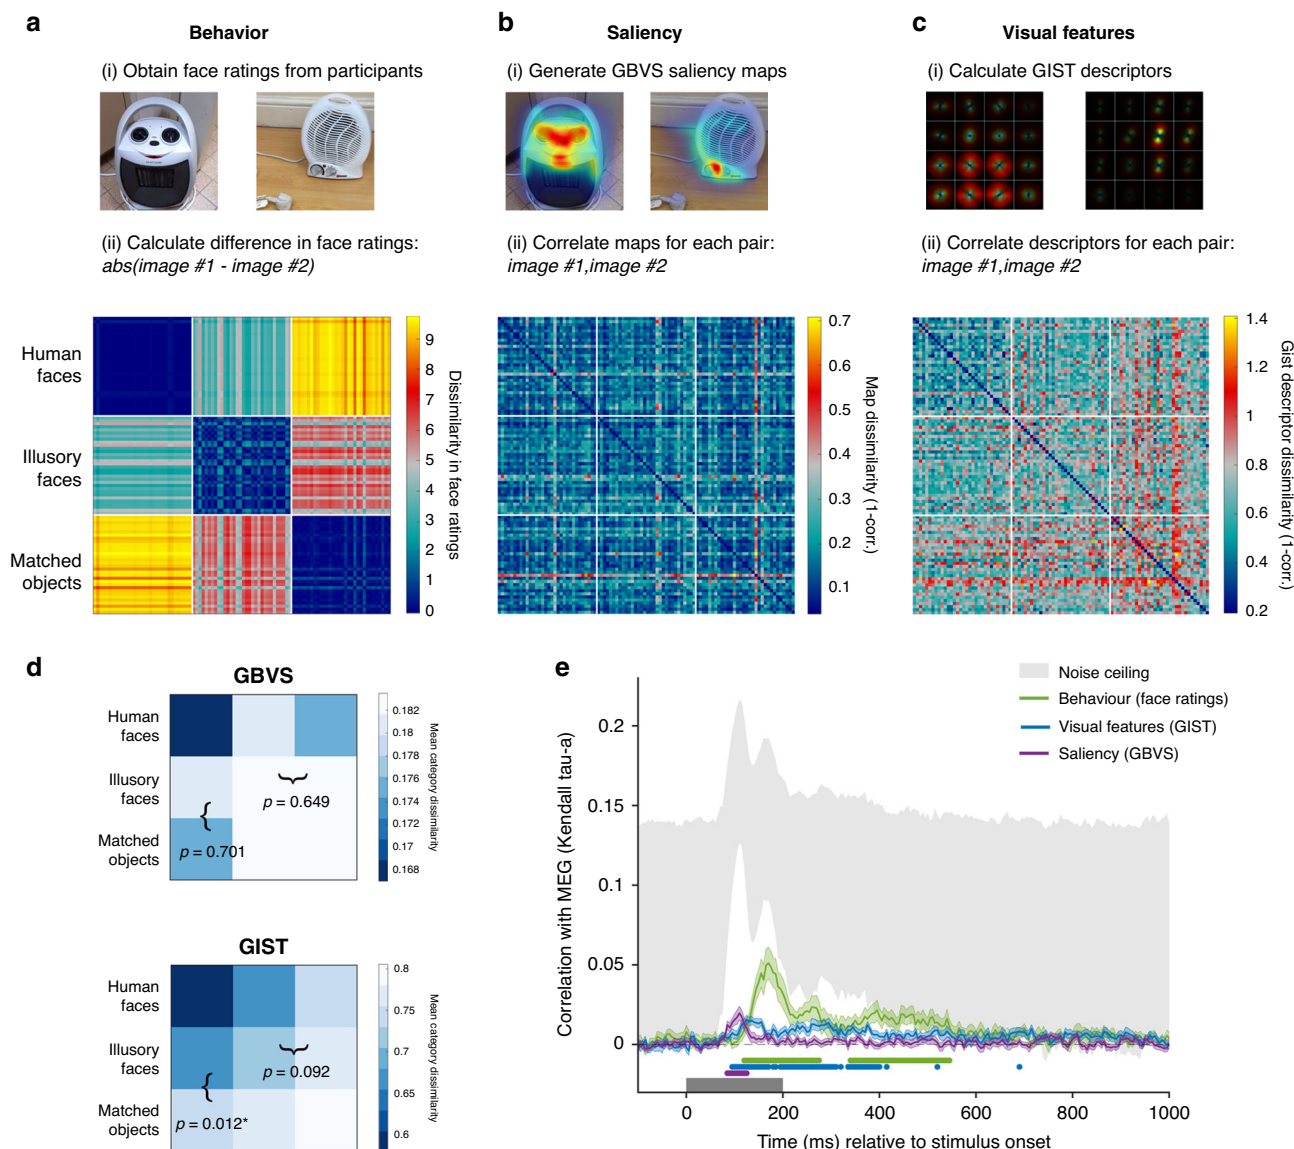 a
Behavior
(i) Obtain face ratings from participants
(ii) Calculate difference in face ratings:
abs(image #1 - image #2)
Human
faces
Illusory
faces
Matched
objects
9
8
7
6
5
4
3
2
1
0
Dissimilarity in face ratings
b
Saliency
(i) Generate GBVS saliency maps
(ii) Correlate maps for each pair:
image #1,image #2
0.7
0.6
0.5
0.4
0.3
0.2
0.1
Map dissimilarity (1-corr.)
c
Visual features
(i) Calculate GIST descriptors
(ii) Correlate descriptors for each pair:
image #1,image #2
1.4
1.2
1
0.8
0.6
0.4
0.2
Gist descriptor dissimilarity (1-corr.)
d
GBVS
Human
faces
Illusory
faces
Matched
objects
p = 0.649
p = 0.701
0.182
0.18
0.178
0.176
0.174
0.172
0.17
0.168
Mean category dissimilarity
GIST
Human
faces
Illusory
faces
Matched
objects
p = 0.092
p = 0.012*
0.8
0.75
0.7
0.65
0.6
Mean category dissimilarity
e
Noise ceiling
Behaviour (face ratings)
Visual features (GIST)
Saliency (GBVS)
Correlation with MEG (Kendall tau-a)
0.2
0.15
0.1
0.05
0
0 200 400 600 800 1000
Time (ms) relative to stimulus onset